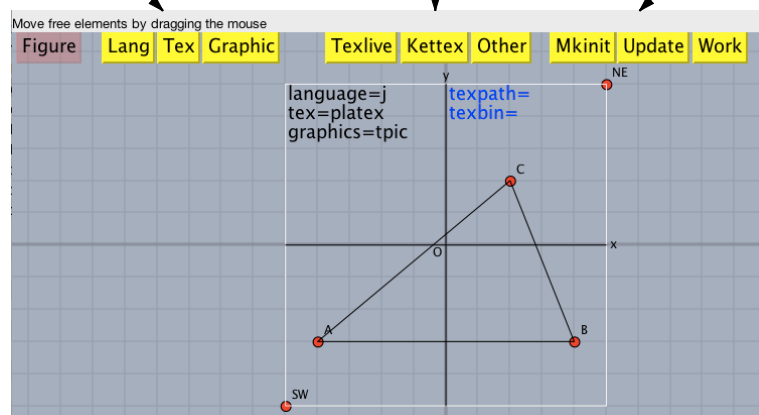 Move free elements by dragging the mouse
Figure Lang Tex Graphic Texlive Kettex Other Mkinit Update Work
y NE
language=j texpath=
tex=platex texbin=
graphics=tpic
C
O x
A B
SW